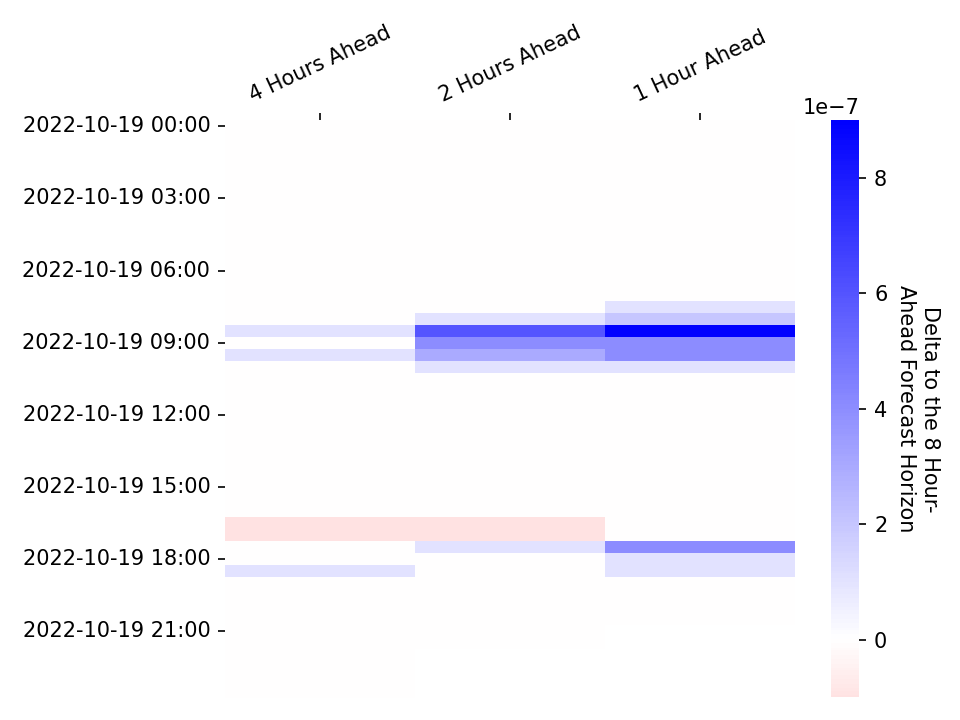 4 Hours Ahead
2 Hours Ahead
1 Hour Ahead
1e−7
2022-10-19 00:00
2022-10-19 03:00
2022-10-19 06:00
2022-10-19 09:00
2022-10-19 12:00
2022-10-19 15:00
2022-10-19 18:00
2022-10-19 21:00
8
6
4
2
0
Delta to the 8 Hour-
Ahead Forecast Horizon